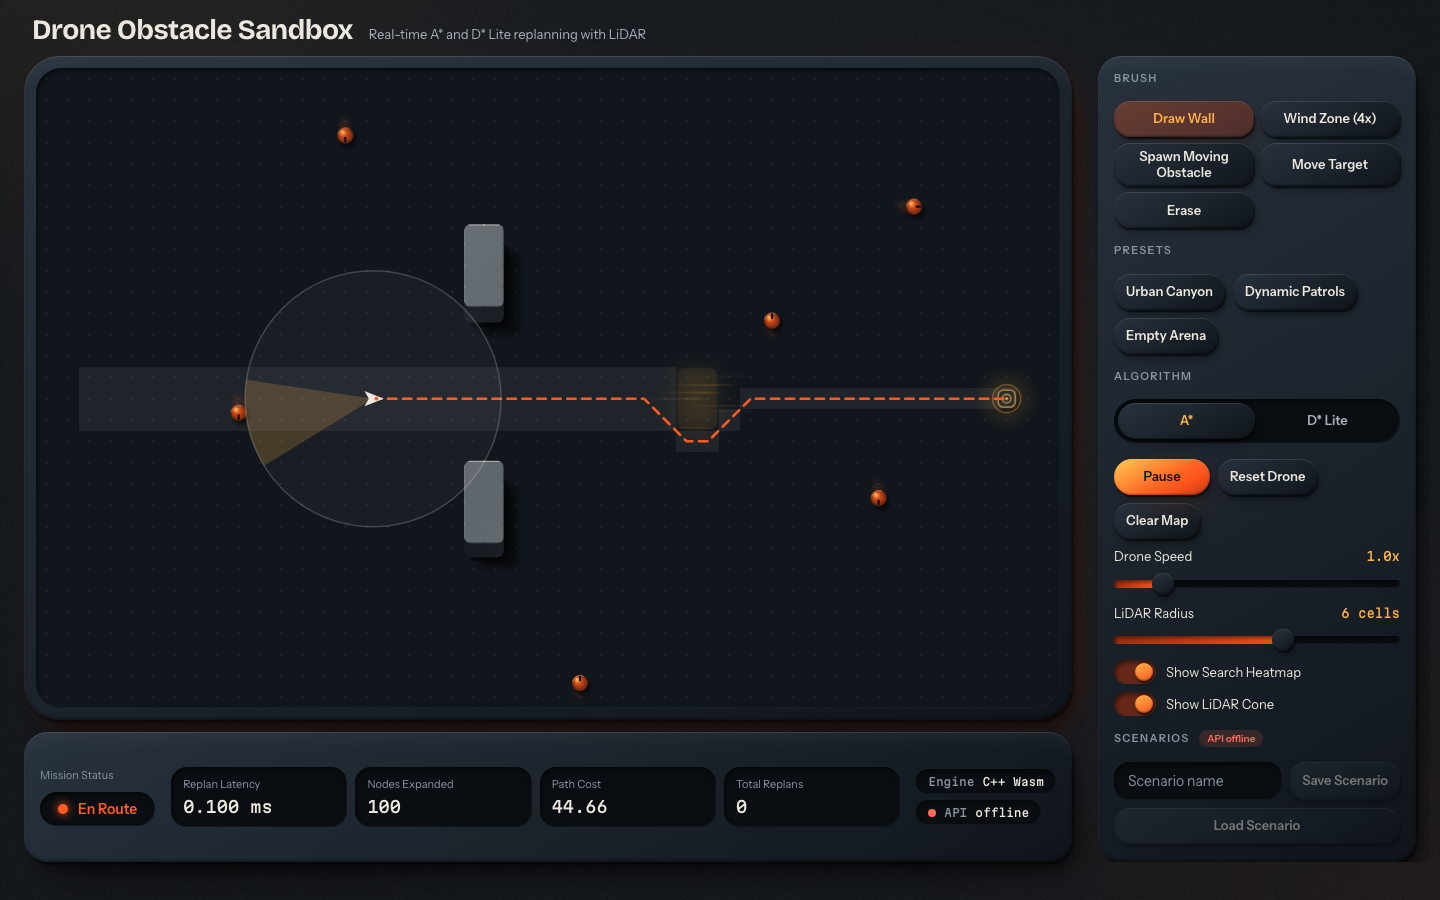 Drone Obstacle Sandbox
Real-time A* and D* Lite replanning with LiDAR
BRUSH
Draw Wall
Wind Zone (4x)
Spawn Moving
Obstacle
Move Target
Erase
PRESETS
Urban Canyon
Dynamic Patrols
Empty Arena
ALGORITHM
A*
D* Lite
Pause
Reset Drone
Clear Map
Drone Speed
1.0x
LiDAR Radius
6 cells
Show Search Heatmap
Show LiDAR Cone
SCENARIOS
API offline
Scenario name
Save Scenario
Load Scenario
Mission Status
En Route
Replan Latency
0.100 ms
Nodes Expanded
100
Path Cost
44.66
Total Replans
0
Engine C++ Wasm
API offline